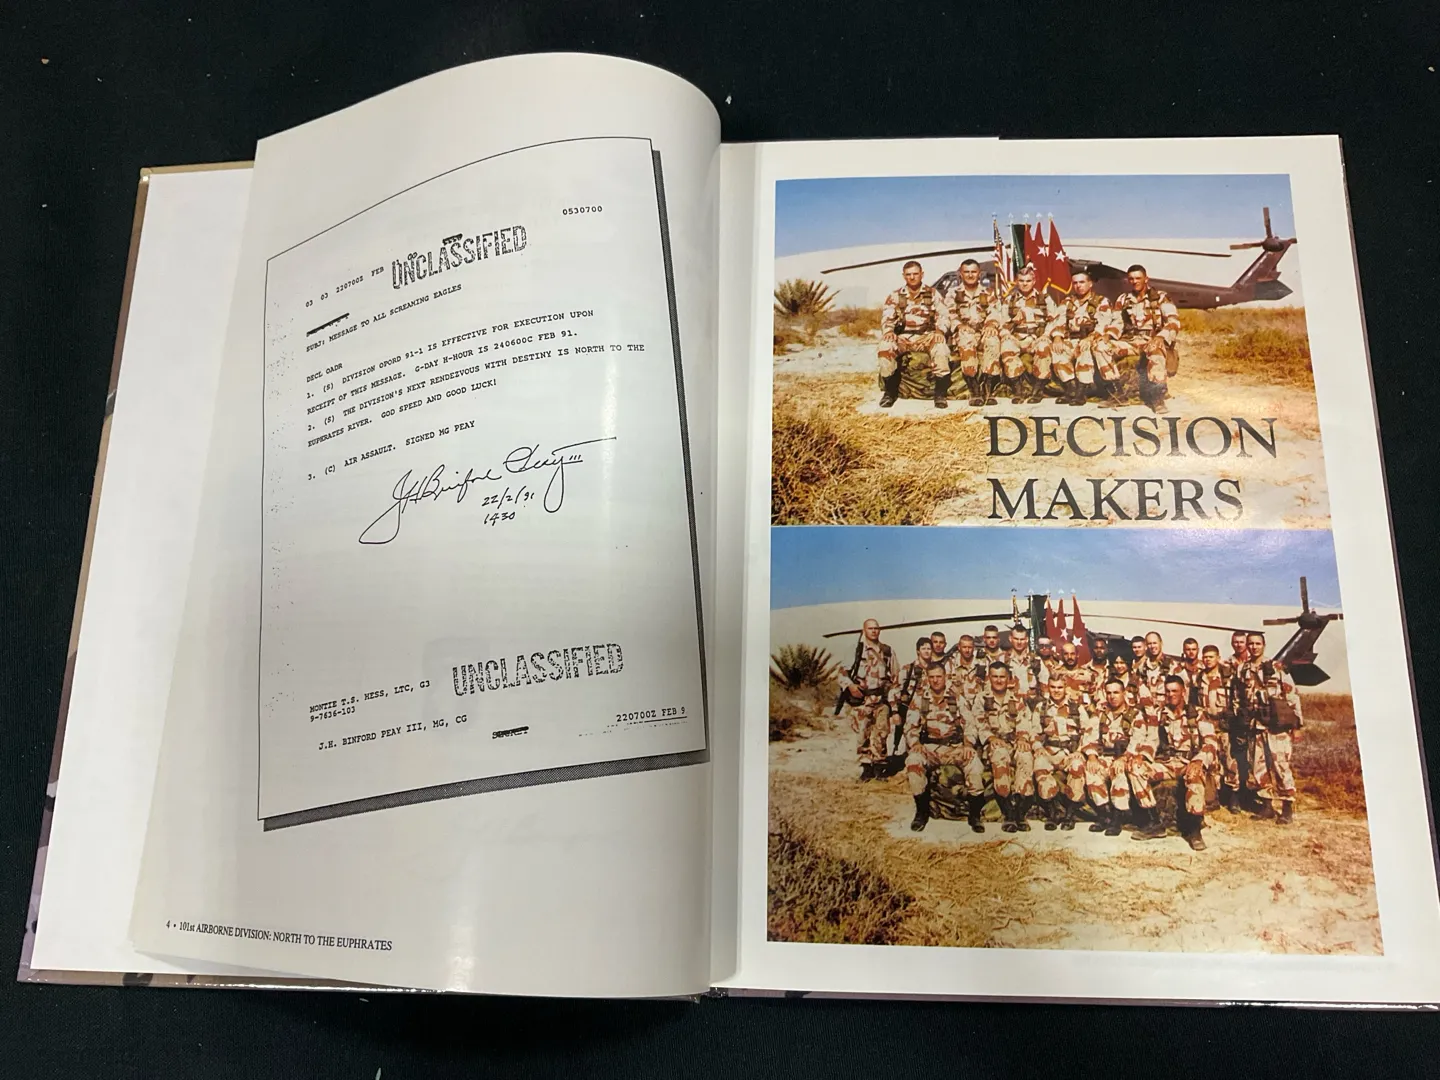 0530700
03 03 220700Z FEB UNCLASSIFIED
SUBJ: MESSAGE TO ALL SCREAMING EAGLES
DECL OADR
1. (S) DIVISION OPORD 91-1 IS EFFECTIVE FOR EXECUTION UPON
RECEIPT OF THIS MESSAGE. G-DAY H-HOUR IS 240600C FEB 91.
2. (S) THE DIVISION'S NEXT RENDEZVOUS WITH DESTINY IS NORTH TO THE
EUPHRATES RIVER. GOD SPEED AND GOOD LUCK!
3. (C) AIR ASSAULT. SIGNED MG PEAY
J H Binford Peay III
22/2/91
1430
UNCLASSIFIED
MONTIE T.S. HESS, LTC, G3
9-7636-103
J.H. BINFORD PEAY III, MG, CG
220700Z FEB 9
4 • 101st AIRBORNE DIVISION: NORTH TO THE EUPHRATES
DECISION
MAKERS